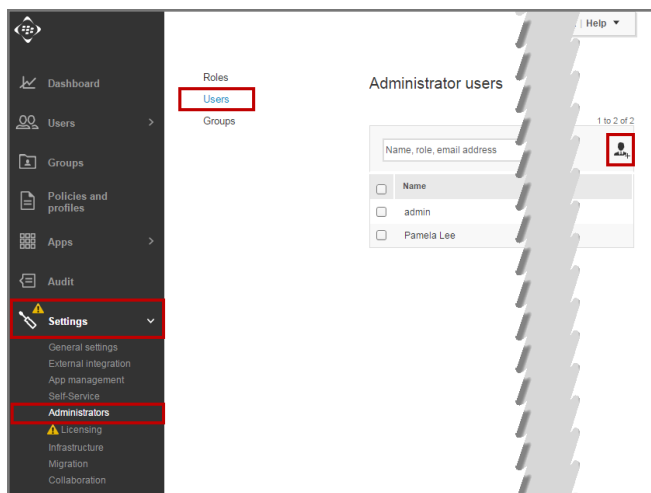 | Help
Dashboard
Users
Groups
Policies and
profiles
Apps
Audit
Settings
General settings
External integration
App management
Self-Service
Administrators
Licensing
Infrastructure
Migration
Collaboration
Roles
Users
Groups
Administrator users
1 to 2 of 2
Name, role, email address
Name
admin
Pamela Lee